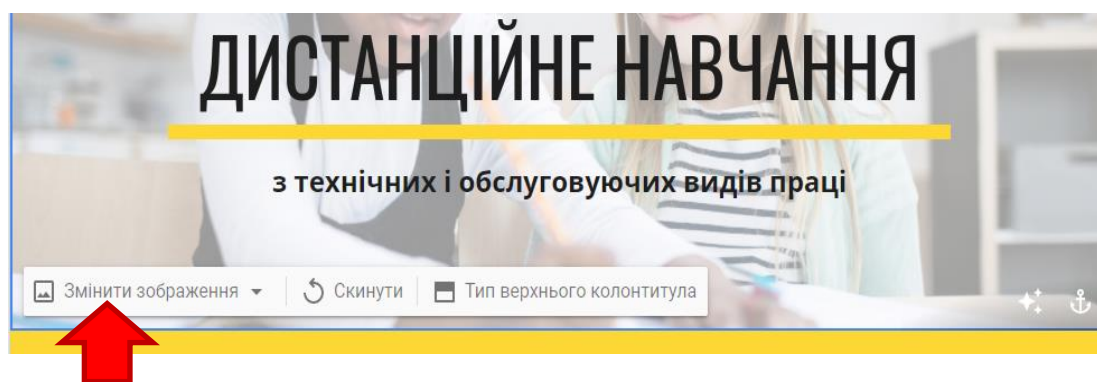 ДИСТАНЦІЙНЕ НАВЧАННЯ
з технічних і обслуговуючих видів праці
Змінити зображення Скинути Тип верхнього колонтитула